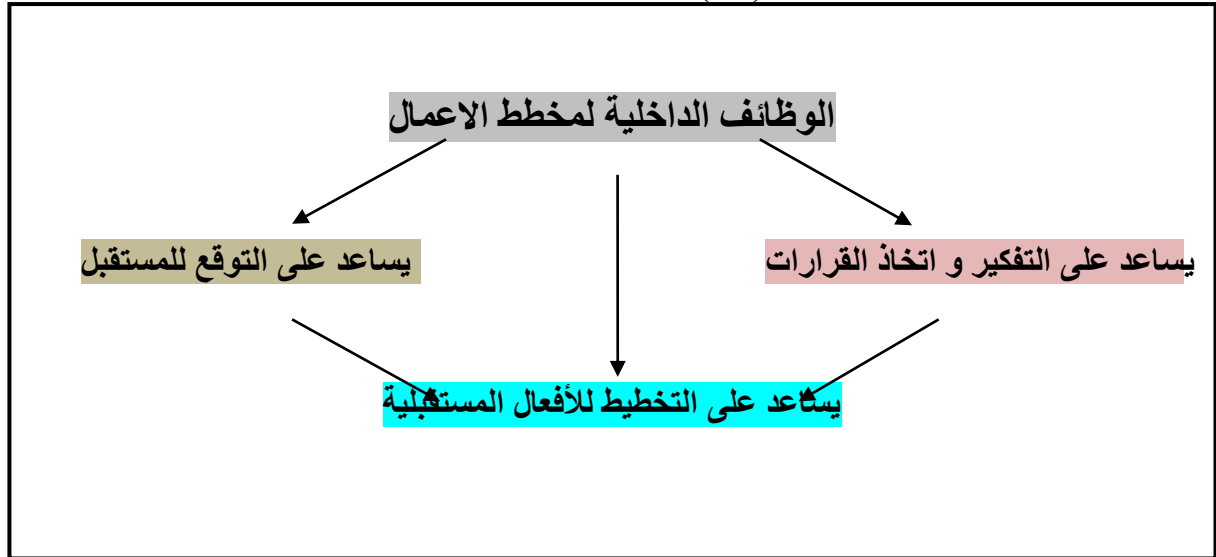 الوظائف الداخلية لمخطط الاعمال
يساعد على التفكير و اتخاذ القرارات
يساعد على التوقع للمستقبل
يساعد على التخطيط للأفعال المستقبلية